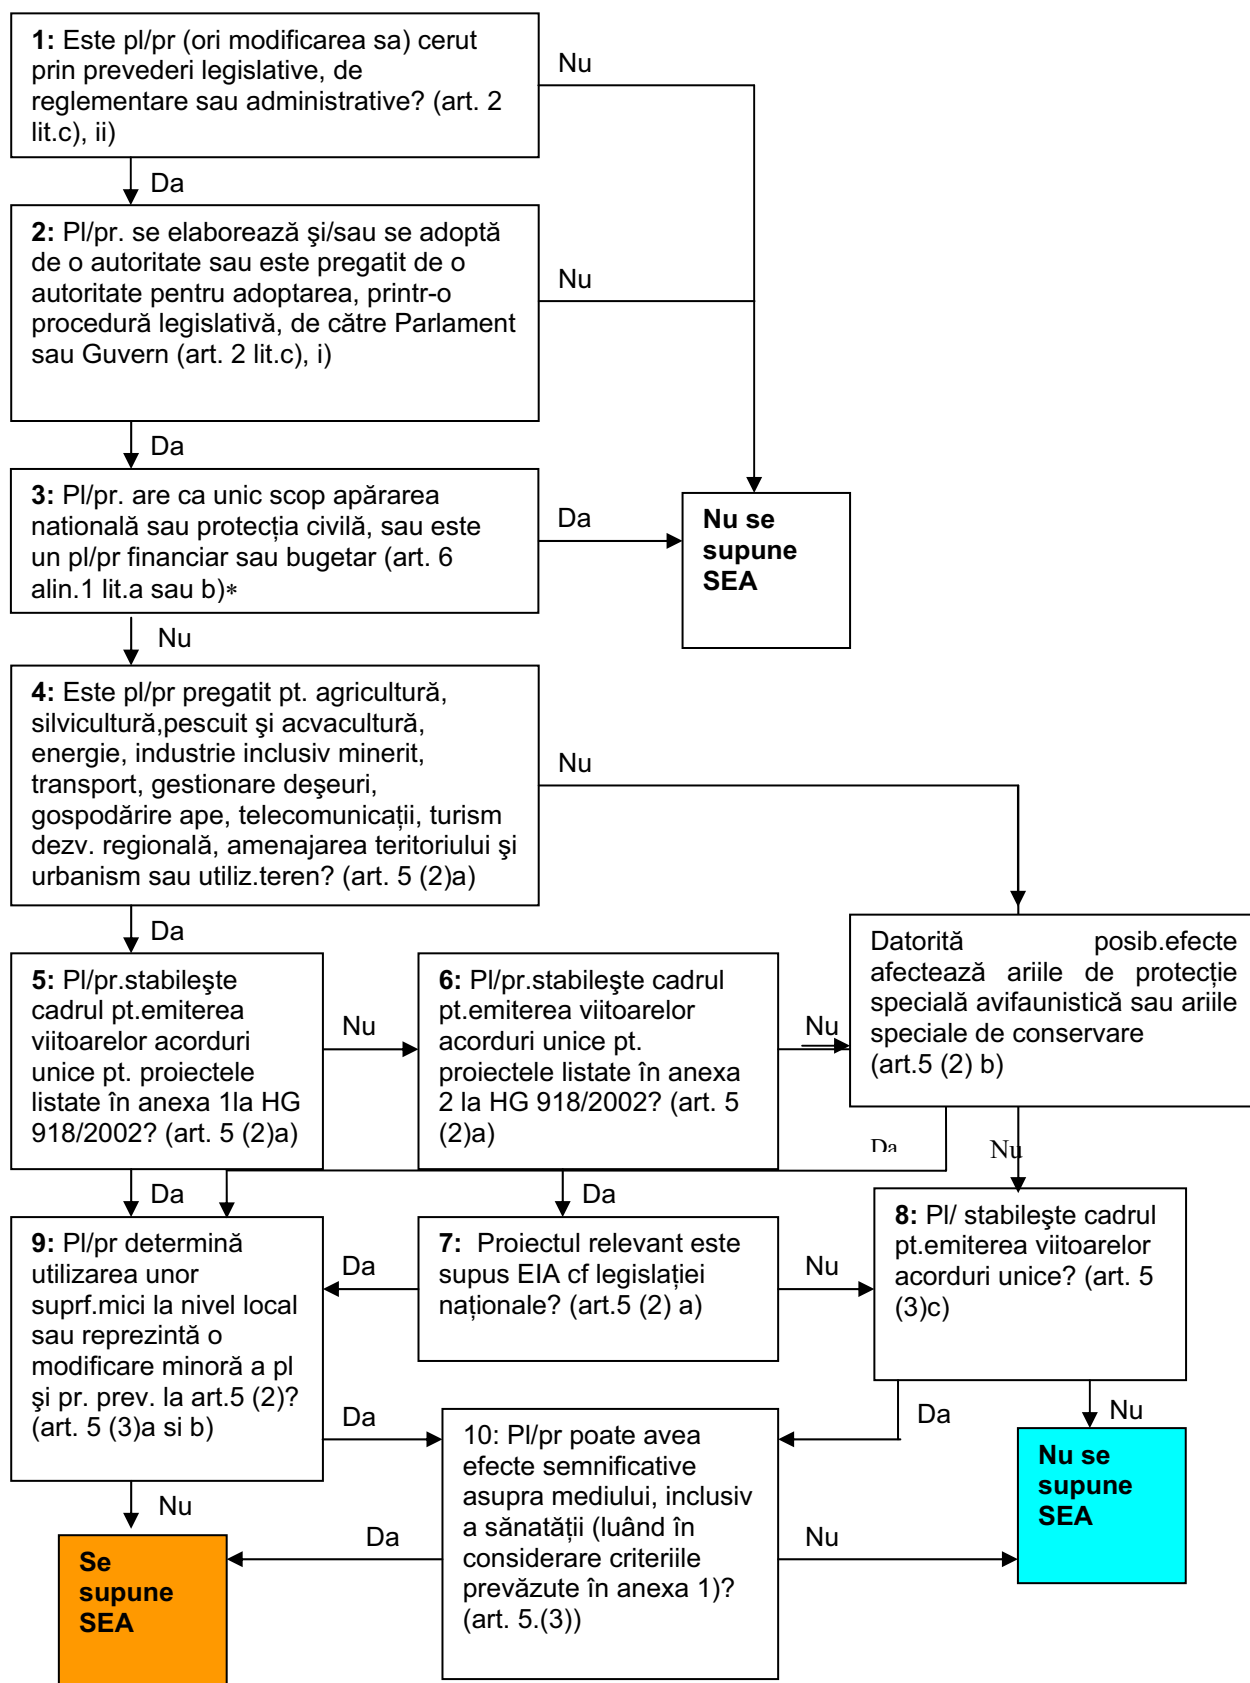 1: Este pl/pr (ori modificarea sa) cerut
prin prevederi legislative, de
reglementare sau administrative? (art. 2
lit.c), ii)
Nu
Da
2: Pl/pr. se elaborează şi/sau se adoptă
de o autoritate sau este pregatit de o
autoritate pentru adoptarea, printr-o
procedură legislativă, de către Parlament
sau Guvern (art. 2 lit.c), i)
Nu
Da
3: Pl/pr. are ca unic scop apărarea
natională sau protecţia civilă, sau este
un pl/pr financiar sau bugetar (art. 6
alin.1 lit.a sau b)*
Da
Nu se
supune
SEA
Nu
4: Este pl/pr pregatit pt. agricultură,
silvicultură,pescuit şi acvacultură,
energie, industrie inclusiv minerit,
transport, gestionare deşeuri,
gospodărire ape, telecomunicaţii, turism
dezv. regională, amenajarea teritoriului şi
urbanism sau utiliz.teren? (art. 5 (2)a)
Nu
Da
5: Pl/pr.stabileşte
cadrul pt.emiterea
viitoarelor acorduri
unice pt. proiectele
listate în anexa 1la HG
918/2002? (art. 5 (2)a)
Nu
6: Pl/pr.stabileşte cadrul
pt.emiterea viitoarelor
acorduri unice pt.
proiectele listate în anexa
2 la HG 918/2002? (art. 5
(2)a)
Nu
Datorită posib.efecte
afectează ariile de protecţie
specială avifaunistică sau ariile
speciale de conservare
(art.5 (2) b)
Da
Nu
Da
Da
9: Pl/pr determină
utilizarea unor
suprf.mici la nivel local
sau reprezintă o
modificare minoră a pl
şi pr. prev. la art.5 (2)?
(art. 5 (3)a si b)
Da
7: Proiectul relevant este
supus EIA cf legislaţiei
naţionale? (art.5 (2) a)
Nu
8: Pl/ stabileşte cadrul
pt.emiterea viitoarelor
acorduri unice? (art. 5
(3)c)
Da
Da
Nu
10: Pl/pr poate avea
efecte semnificative
asupra mediului, inclusiv
a sănatăţii (luând în
considerare criteriile
prevăzute în anexa 1)?
(art. 5.(3))
Nu
Da
Nu
Se
supune
SEA
Nu se
supune
SEA